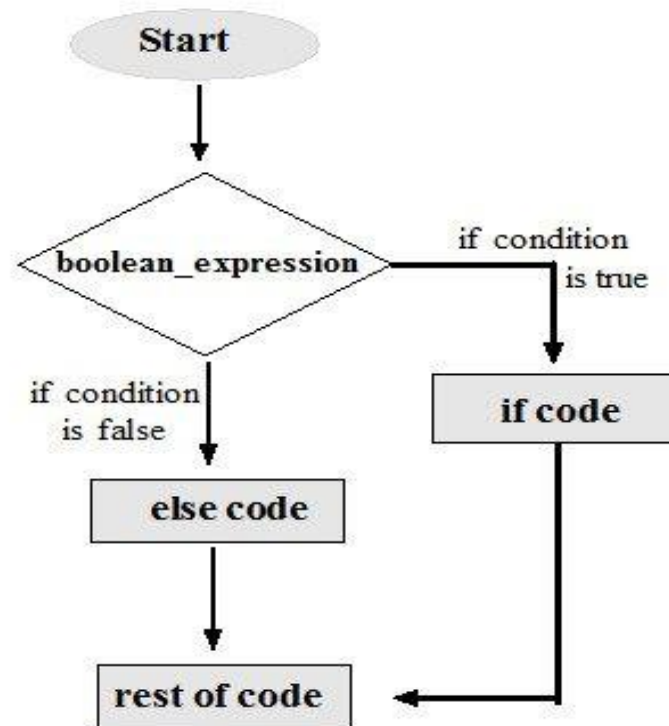 Start
boolean_expression
if condition
is true
if condition
is false
if code
else code
rest of code